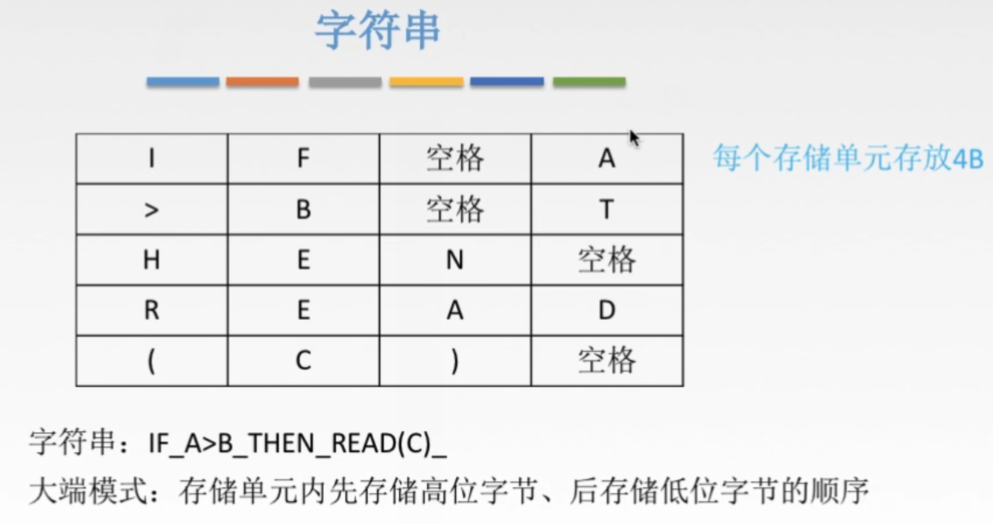 字符串
I F 空格 A 每个存储单元存放4B
> B 空格 T
H E N 空格
R E A D
( C ) 空格
字符串：IF_A>B_THEN_READ(C)_
大端模式：存储单元内先存储高位字节、后存储低位字节的顺序